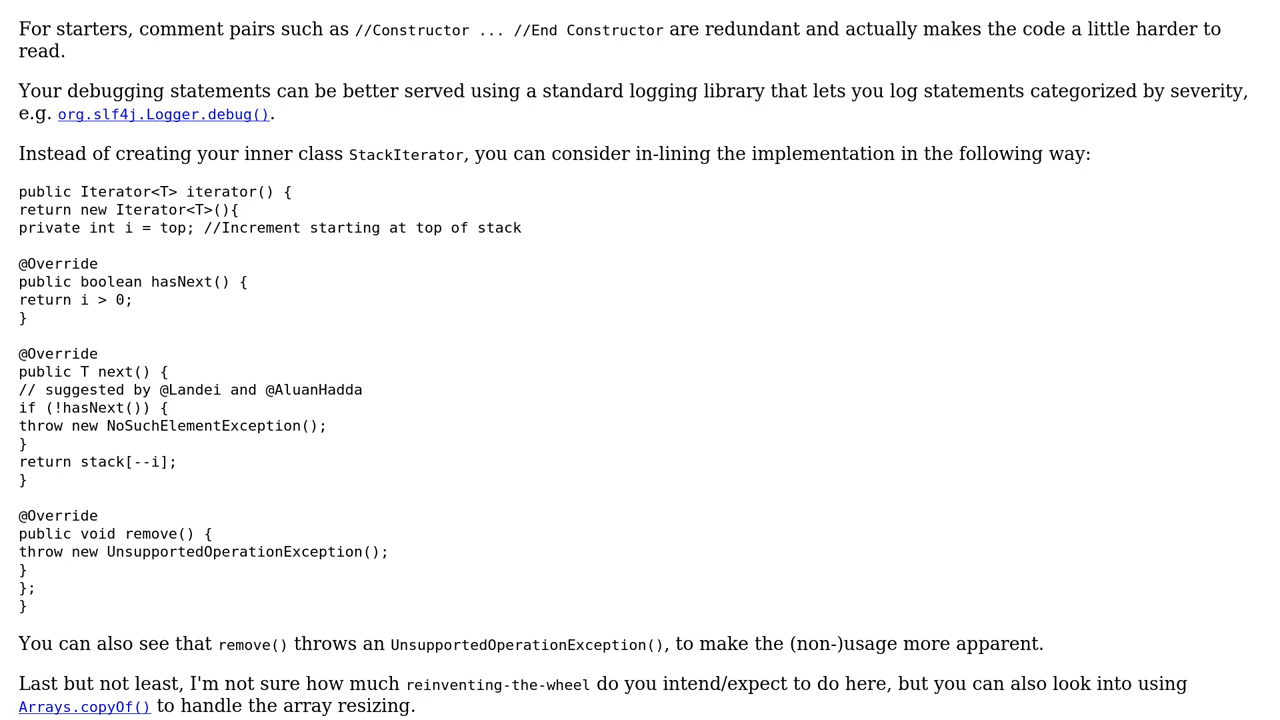 For starters, comment pairs such as //Constructor ... //End Constructor are redundant and actually makes the code a little harder to
read.
Your debugging statements can be better served using a standard logging library that lets you log statements categorized by severity,
e.g. org.slf4j.Logger.debug().
Instead of creating your inner class StackIterator, you can consider in-lining the implementation in the following way:
public Iterator<T> iterator() {
return new Iterator<T>(){
private int i = top; //Increment starting at top of stack
@Override
public boolean hasNext() {
return i > 0;
}
@Override
public T next() {
// suggested by @Landei and @AluanHadda
if (!hasNext()) {
throw new NoSuchElementException();
}
return stack[--i];
}
@Override
public void remove() {
throw new UnsupportedOperationException();
}
};
}
You can also see that remove() throws an UnsupportedOperationException(), to make the (non-)usage more apparent.
Last but not least, I'm not sure how much reinventing-the-wheel do you intend/expect to do here, but you can also look into using
Arrays.copyOf() to handle the array resizing.